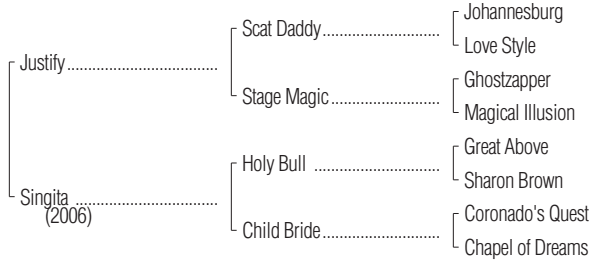 Johannesburg
Scat Daddy
Love Style
Justify
Ghostzapper
Stage Magic
Magical Illusion
Great Above
Holy Bull
Sharon Brown
Singita
(2006)
Coronado's Quest
Child Bride
Chapel of Dreams